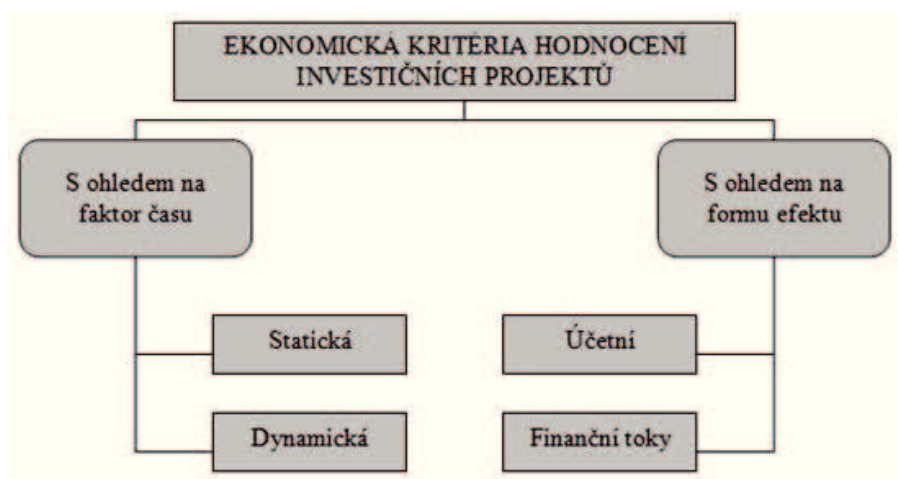 EKONOMICKÁ KRITÉRIA HODNOCENÍ
INVESTIČNÍCH PROJEKTŮ
S ohledem na
faktor času
S ohledem na
formu efektu
Statická
Účetní
Dynamická
Finanční toky